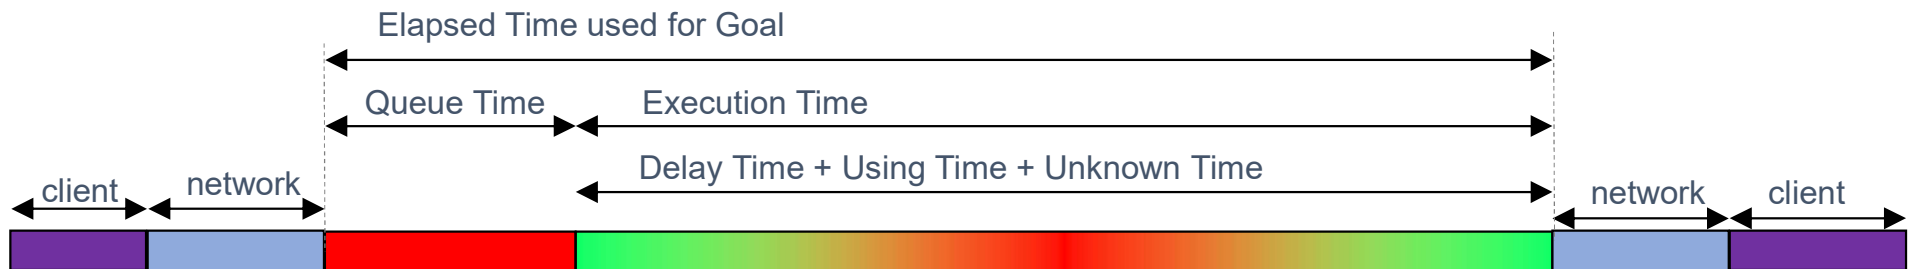 Elapsed Time used for Goal
Queue Time
Execution Time
Delay Time + Using Time + Unknown Time
client
network
network
client